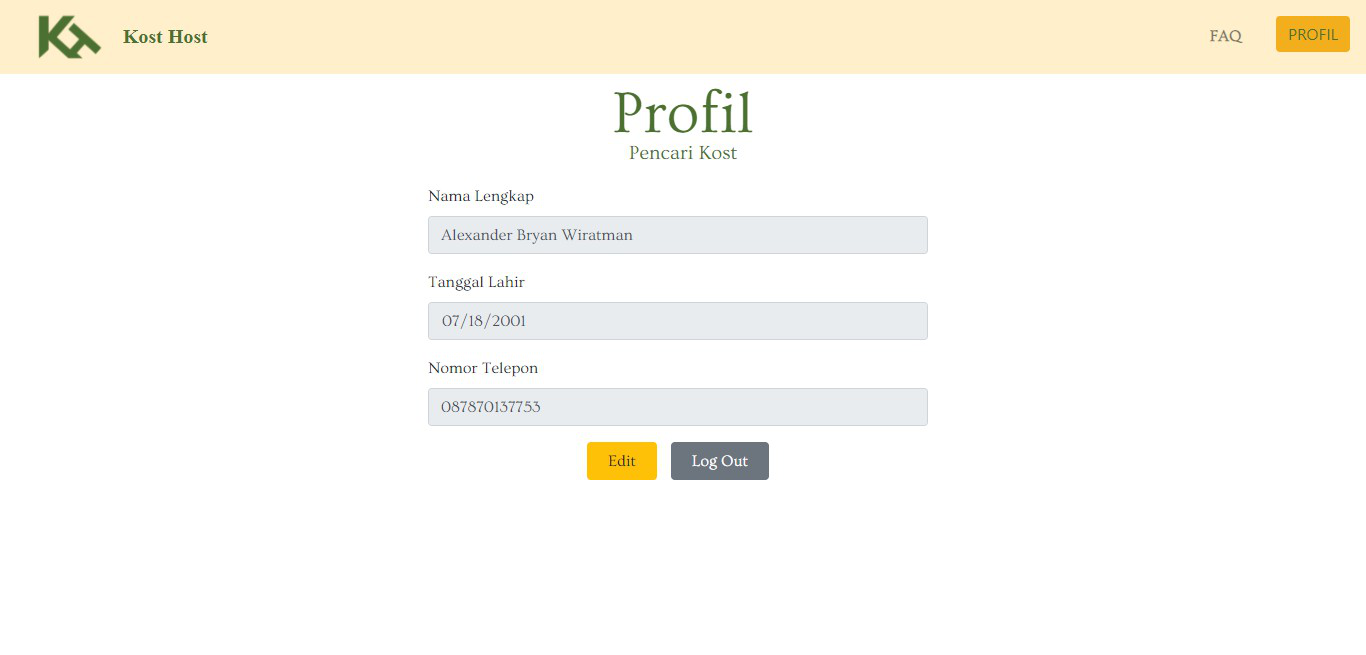 Kost Host
FAQ
PROFIL
Profil
Pencari Kost
Nama Lengkap
Alexander Bryan Wiratman
Tanggal Lahir
07/18/2001
Nomor Telepon
087870137753
Edit
Log Out